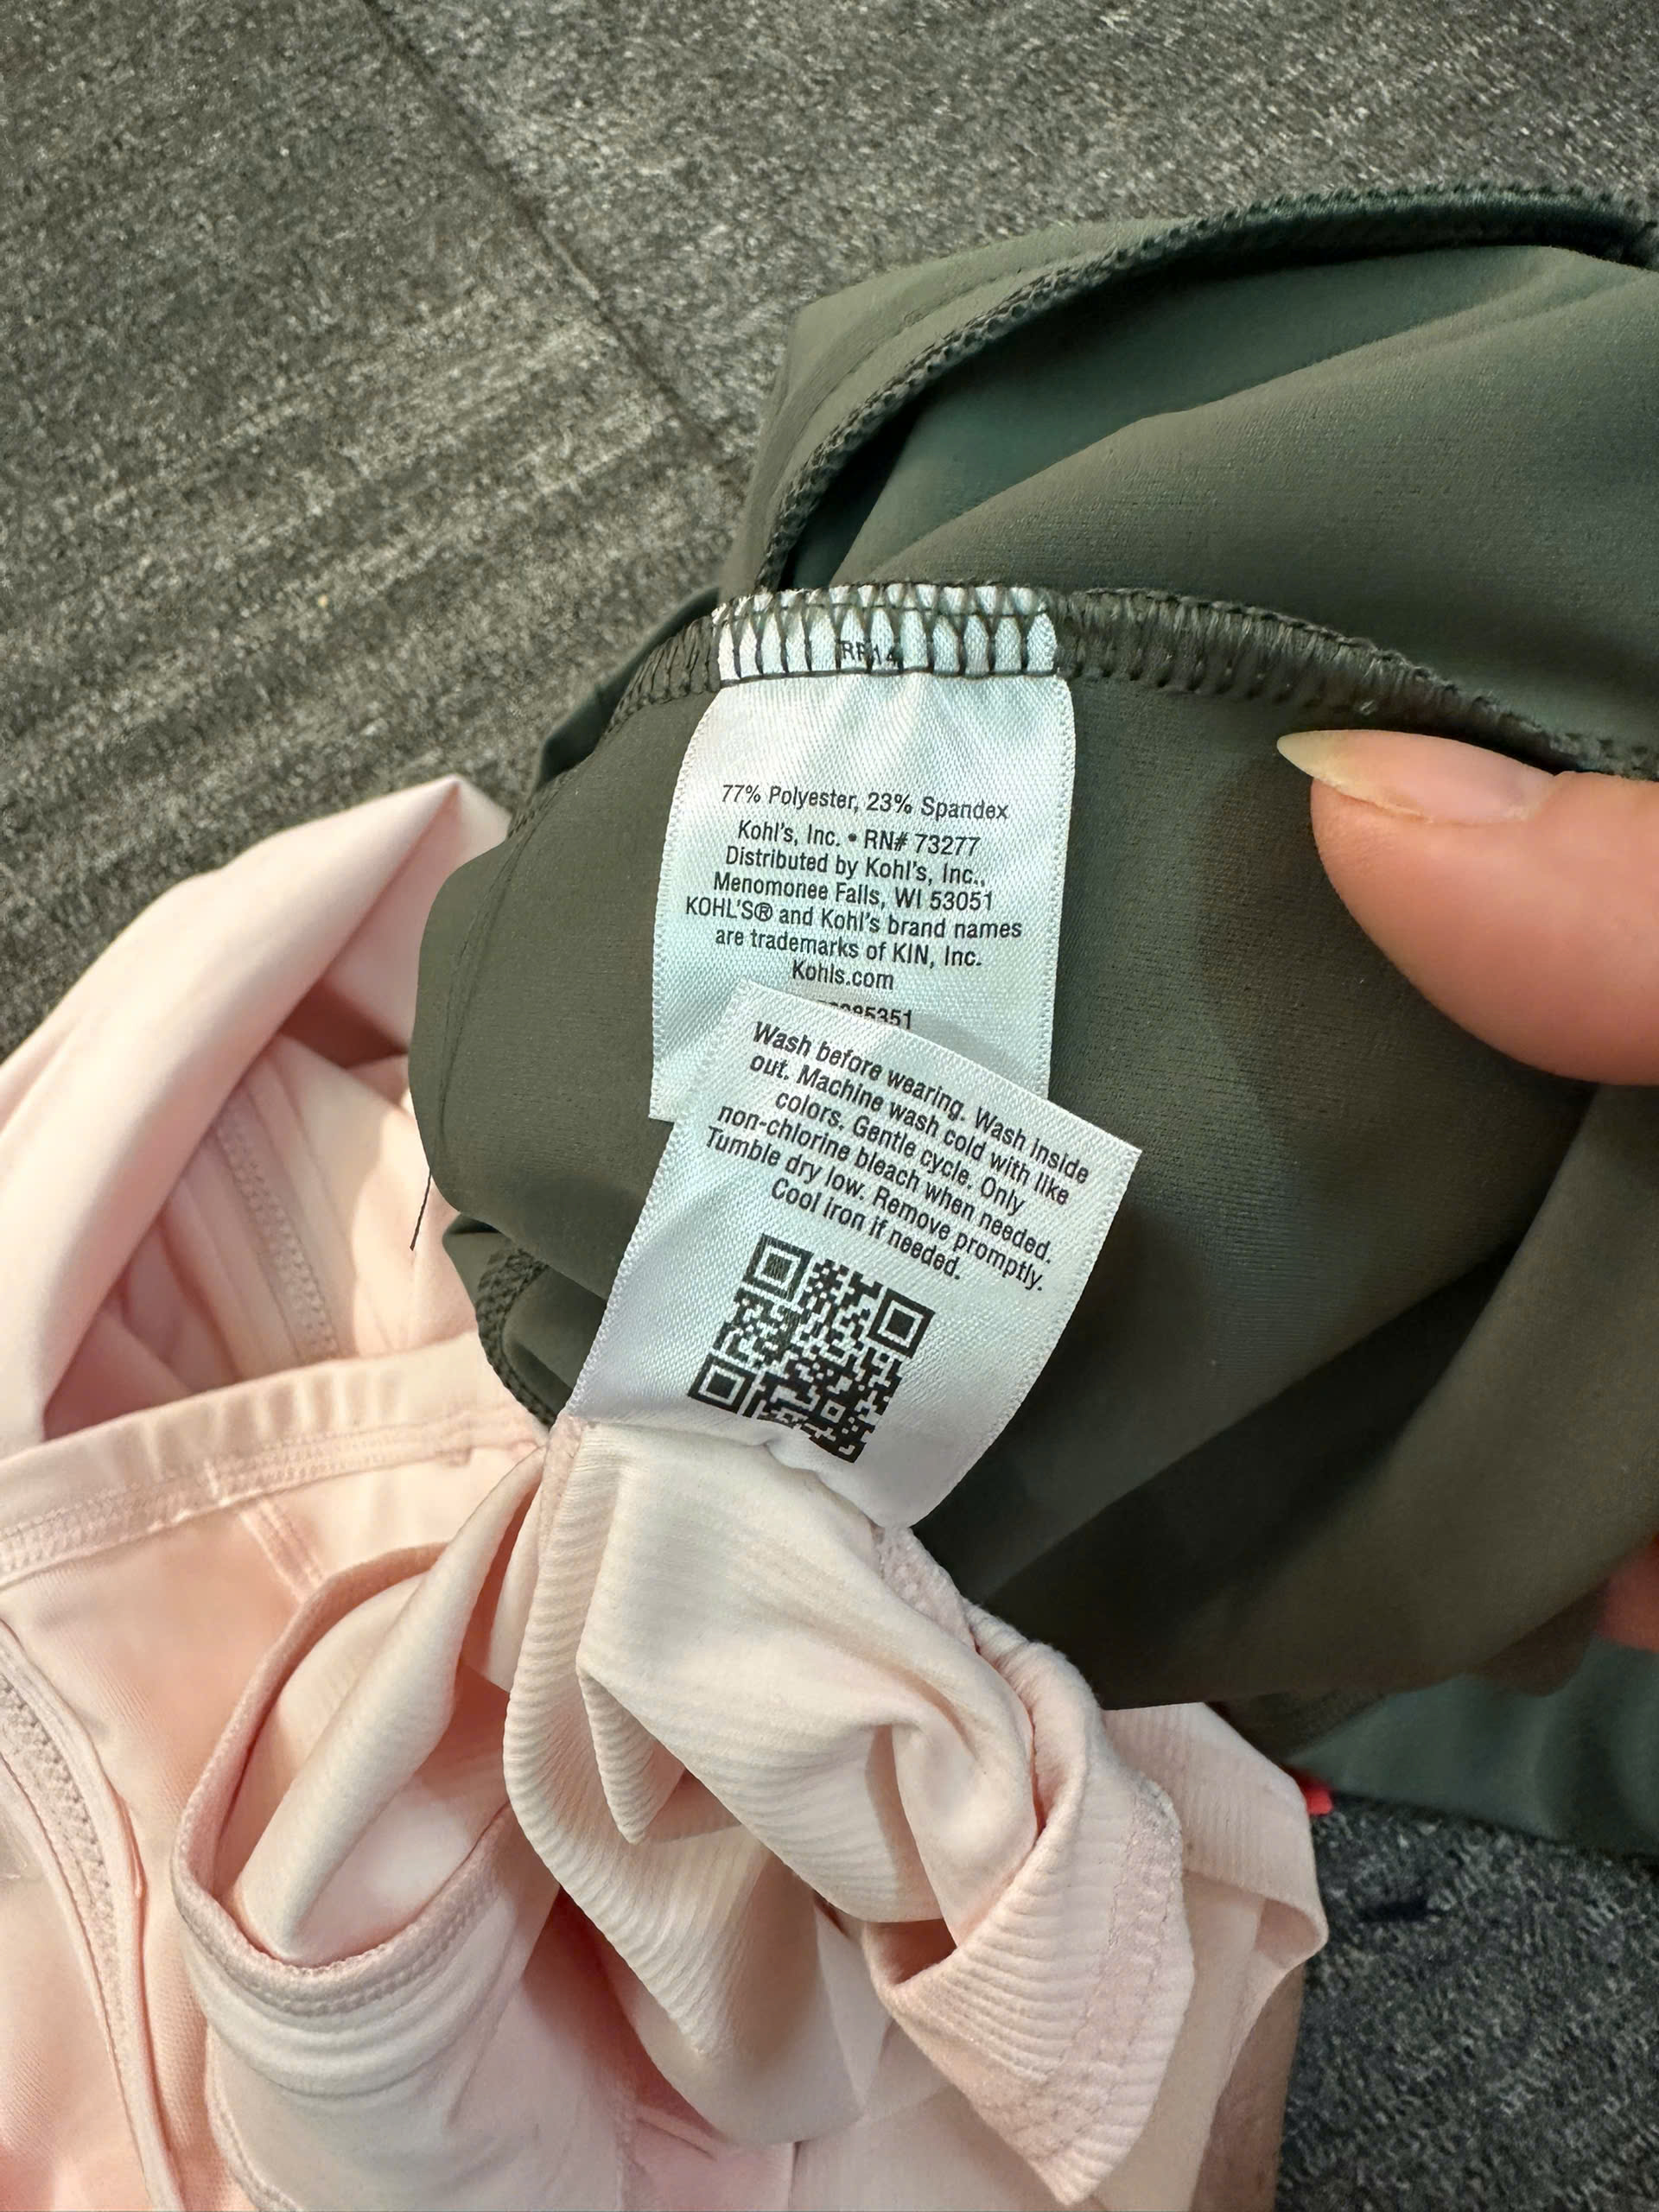 77% Polyester, 23% Spandex
Kohl's, Inc. • RN# 73277
Distributed by Kohl's, Inc.,
Menomonee Falls, WI 53051
KOHL'S® and Kohl's brand names
are trademarks of KIN, Inc.
Kohls.com
Wash before wearing. Wash inside
out. Machine wash cold with like
colors. Gentle cycle. Only
non-chlorine bleach when needed.
Tumble dry low. Remove promptly.
Cool iron if needed.